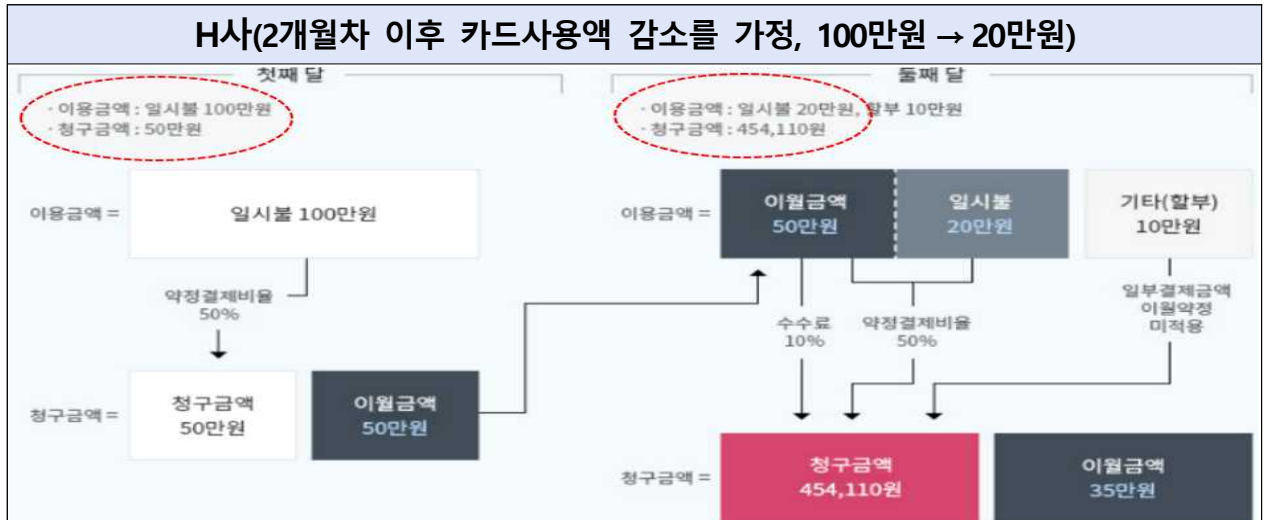 H사(2개월차 이후 카드사용액 감소를 가정, 100만원 → 20만원)
첫째 달
· 이용금액 : 일시불 100만원
· 청구금액 : 50만원
이용금액 =
일시불 100만원
약정결제비율
50%
청구금액 =
청구금액
50만원
이월금액
50만원
둘째 달
· 이용금액 : 일시불 20만원, 할부 10만원
· 청구금액 : 454,110원
이용금액 =
이월금액
50만원
일시불
20만원
기타(할부)
10만원
수수료
10%
약정결제비율
50%
일부결제금액
이월약정
미적용
청구금액 =
청구금액
454,110원
이월금액
35만원